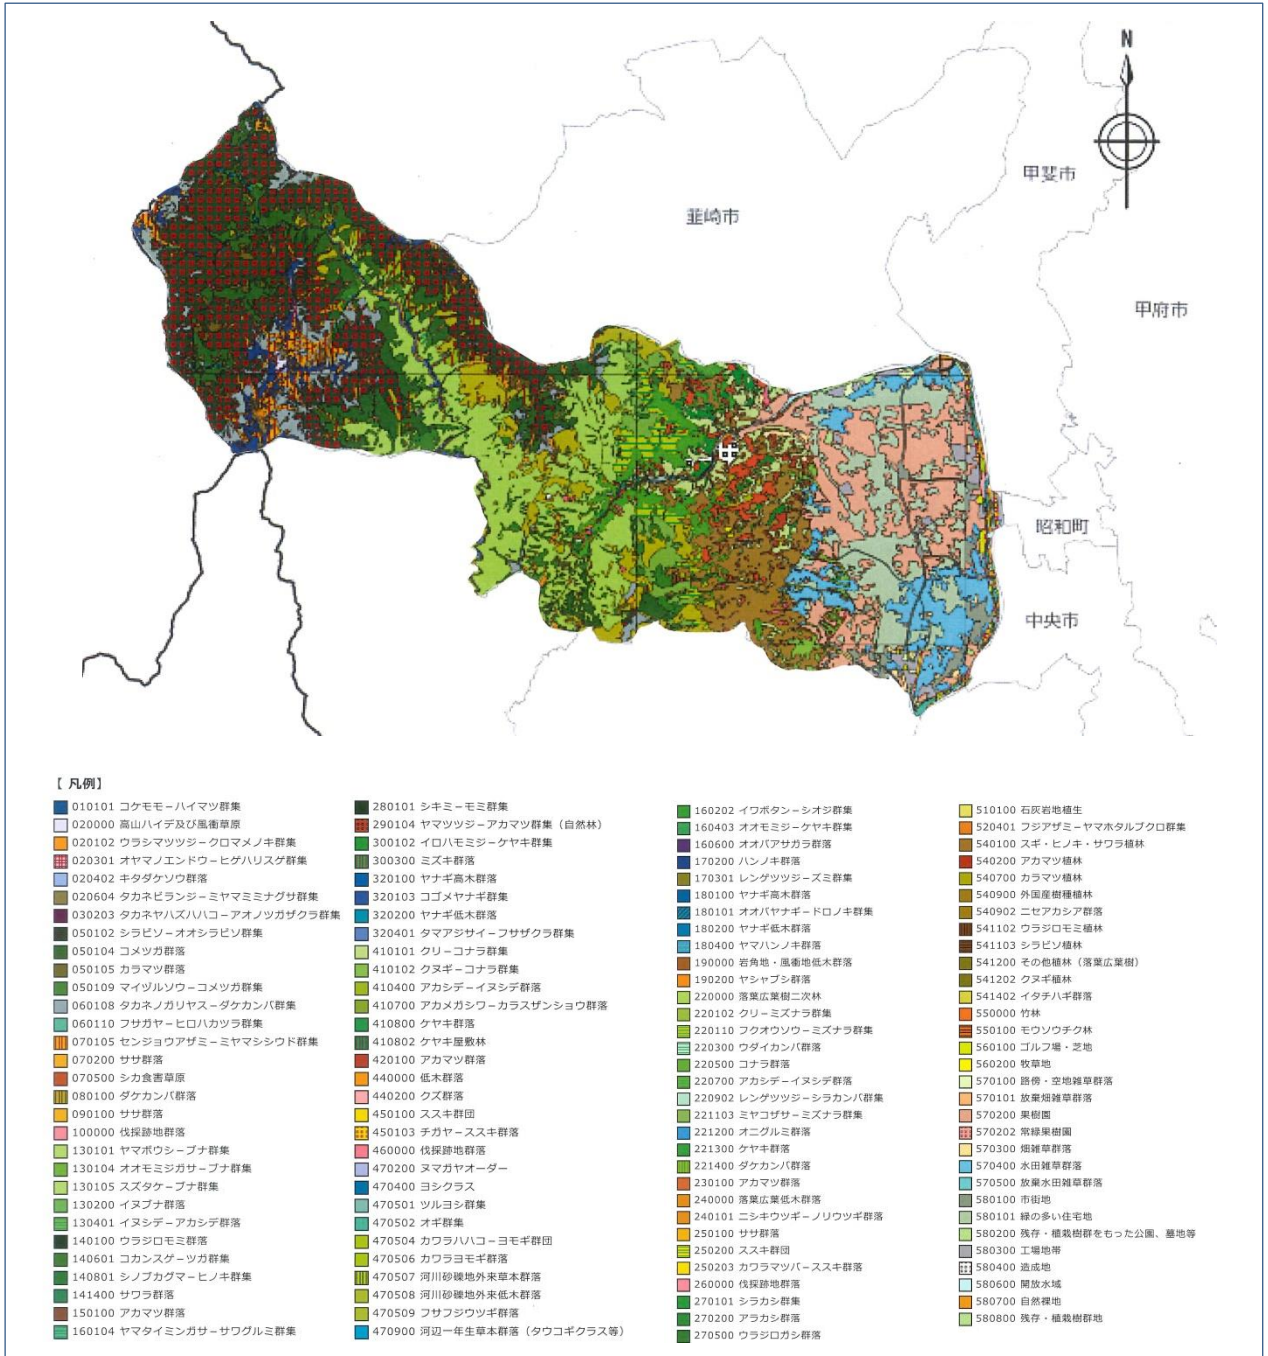 N
甲斐市
韮崎市
甲府市
昭和町
中央市
【 凡例】
010101 コケモモーハイマツ群集
020000 高山ハイデ及び風衝草原
020102 ウラシマツツジークロマメノキ群集
020301 オヤマノエンドウーヒゲハリスゲ群集
020402 キタダケソウ群落
020604 タカネビランジーミヤマミミナグサ群集
030203 タカネヤハズハハコーアオノツガザクラ群集
050102 シラビソーオオシラビソ群集
050104 コメツガ群落
050105 カラマツ群落
050109 マイヅルソウーコメツガ群集
060108 タカネノガリヤスーダケカンバ群集
060110 フサガヤーヒロハカツラ群集
070105 センジョウアザミーミヤマシシウド群集
070200 ササ群落
070500 シカ食害草原
080100 ダケカンバ群落
090100 ササ群落
100000 伐採跡地群落
130101 ヤマボウシーブナ群集
130104 オオモミジガサーブナ群集
130105 スズタケーブナ群集
130200 イヌブナ群落
130401 イヌシデーアカシデ群落
140100 ウラジロモミ群落
140601 コカンスゲーツガ群集
140801 シノブカグマーヒノキ群集
141400 サワラ群落
150100 アカマツ群落
160104 ヤマタイミンガサーサワグルミ群集
280101 シキミーモミ群集
290104 ヤマツツジーアカマツ群集（自然林）
300102 イロハモミジーケヤキ群集
300300 ミズキ群落
320100 ヤナギ高木群落
320103 コゴメヤナギ群集
320200 ヤナギ低木群落
320401 タマアジサイーフサザクラ群集
410101 クリーコナラ群集
410102 クヌギーコナラ群集
410400 アカシデーイヌシデ群落
410700 アカメガシワーカラスザンショウ群落
410800 ケヤキ群落
410802 ケヤキ屋敷林
420100 アカマツ群落
440000 低木群落
440200 クズ群落
450100 ススキ群団
450103 チガヤーススキ群落
460000 伐採跡地群落
470200 ヌマガヤオーダー
470400 ヨシクラス
470501 ツルヨシ群集
470502 オギ群集
470504 カワラハハコーヨモギ群団
470506 カワラヨモギ群落
470507 河川砂礫地外来草本群落
470508 河川砂礫地外来低木群落
470509 フサフジウツギ群落
470900 河辺一年生草本群落（タウコギクラス等）
160202 イワボタンーシオジ群集
160403 オオモミジーケヤキ群集
160600 オオバアサガラ群落
170200 ハンノキ群落
170301 レンゲツツジーズミ群集
180100 ヤナギ高木群落
180101 オオバヤナギードロノキ群集
180200 ヤナギ低木群落
180400 ヤマハンノキ群落
190000 岩角地・風衝地低木群落
190200 ヤシャブシ群落
220000 落葉広葉樹二次林
220102 クリーミズナラ群集
220110 フクオウソウーミズナラ群集
220300 ウダイカンバ群落
220500 コナラ群落
220700 アカシデーイヌシデ群落
220902 レンゲツツジーシラカンバ群集
221103 ミヤコザサーミズナラ群集
221200 オニグルミ群落
221300 ケヤキ群落
221400 ダケカンバ群落
230100 アカマツ群落
240000 落葉広葉低木群落
240101 ニシキウツギーノリウツギ群落
250100 ササ群落
250200 ススキ群団
250203 カワラマツバーススキ群落
260000 伐採跡地群落
270101 シラカシ群集
270200 アラカシ群落
270500 ウラジロガシ群落
510100 石灰岩地植生
520401 フジアザミーヤマホタルブクロ群集
540100 スギ・ヒノキ・サワラ植林
540200 アカマツ植林
540700 カラマツ植林
540900 外国産樹種植林
540902 ニセアカシア群落
541102 ウラジロモミ植林
541103 シラビソ植林
541200 その他植林（落葉広葉樹）
541202 クヌギ植林
541402 イタチハギ群落
550000 竹林
550100 モウソウチク林
560100 ゴルフ場・芝地
560200 牧草地
570100 路傍・空地雑草群落
570101 放棄畑雑草群落
570200 果樹園
570202 常緑果樹園
570300 畑雑草群落
570400 水田雑草群落
570500 放棄水田雑草群落
580100 市街地
580101 緑の多い住宅地
580200 残存・植栽樹群をもった公園、墓地等
580300 工場地帯
580400 造成地
580600 開放水域
580700 自然裸地
580800 残存・植栽樹群地